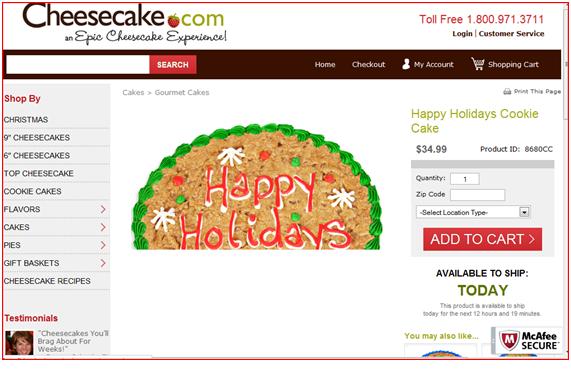 Cheesecake.com
an Epic Cheesecake Experience!
Toll Free 1.800.971.3711
Login | Customer Service
SEARCH
Home
Checkout
My Account
Shopping Cart
Shop By
CHRISTMAS
9" CHEESECAKES
6" CHEESECAKES
TOP CHEESECAKE
COOKIE CAKES
FLAVORS
CAKES
PIES
GIFT BASKETS
CHEESECAKE RECIPES
Testimonials
"Cheesecakes You'll
Brag About For
Weeks!"
Cakes > Gourmet Cakes
Print This Page
Happy
Holidays
Happy Holidays Cookie
Cake
$34.99 Product ID: 8680CC
Quantity: 1
Zip Code
-Select Location Type-
ADD TO CART >
AVAILABLE TO SHIP:
TODAY
This product is available to ship
today for the next 12 hours and 19 minutes.
You may also like...
McAfee
SECURE